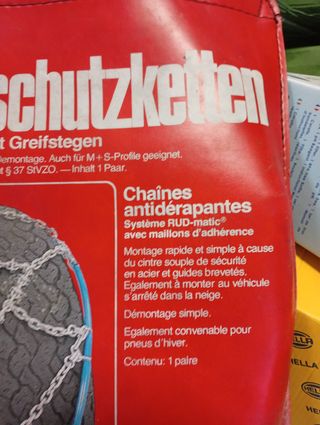 schutzketten
t Greifstegen
Demontage. Auch für M+S-Profile geeignet.
t § 37 StVZO. — Inhalt 1 Paar.
Chaînes
antidérapantes
Système RUD-matic®
avec maillons d'adhérence
Montage rapide et simple à cause
du cintre souple de sécurité
en acier et guides brevetés.
Egalement à monter au véhicule
s'arrêté dans la neige.
Démontage simple.
Egalement convenable pour
pneus d'hiver.
Contenu: 1 paire
HELLA
HELLA
HE